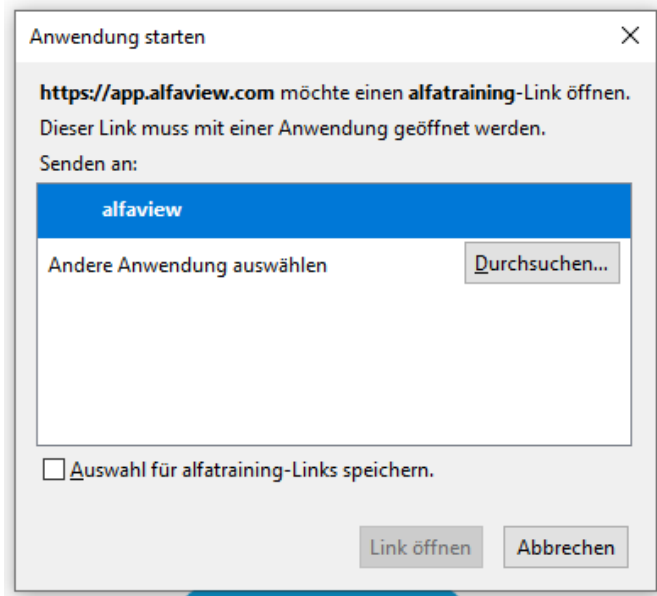 Anwendung starten
https://app.alfaview.com möchte einen alfatraining-Link öffnen.
Dieser Link muss mit einer Anwendung geöffnet werden.
Senden an:
alfaview
Andere Anwendung auswählen
Durchsuchen...
Auswahl für alfatraining-Links speichern.
Link öffnen
Abbrechen